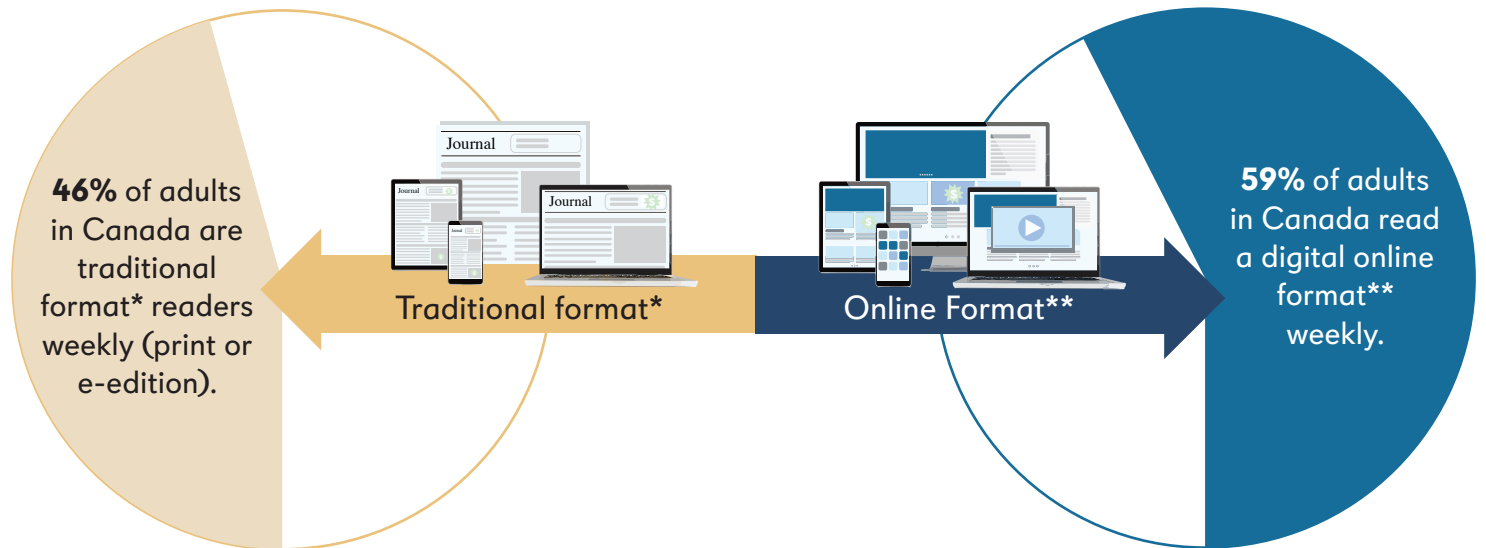 46% of adults
in Canada are
traditional
format* readers
weekly (print or
e-edition).
Journal
Journal
Journal
Journal
Traditional format*
$
Online Format**
59% of adults
in Canada read
a digital online
format**
weekly.